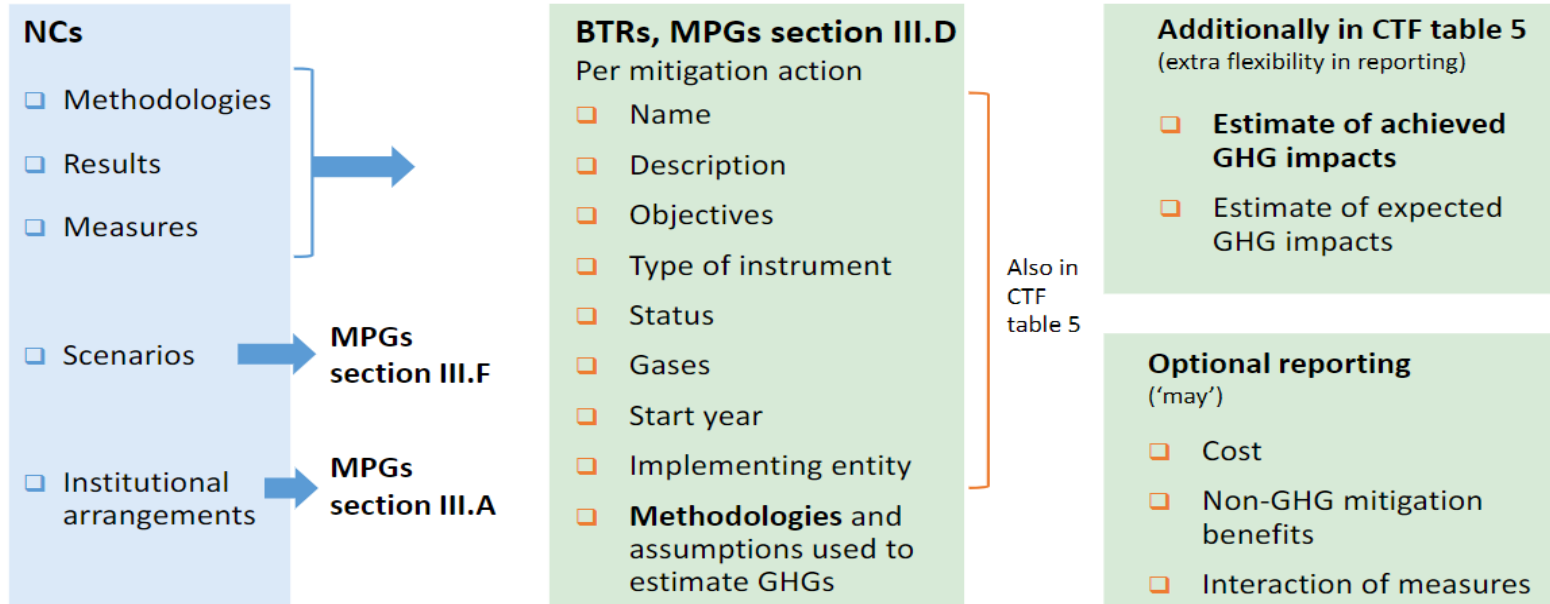 NCs
Methodologies
Results
Measures
Scenarios
Institutional
arrangements
MPGs
section III.F
MPGs
section III.A
BTRs, MPGs section III.D
Per mitigation action
Name
Description
Objectives
Type of instrument
Status
Gases
Start year
Implementing entity
Methodologies and
assumptions used to
estimate GHGs
Also in
CTF
table 5
Additionally in CTF table 5
(extra flexibility in reporting)
Estimate of achieved
GHG impacts
Estimate of expected
GHG impacts
Optional reporting
(‘may’)
Cost
Non-GHG mitigation
benefits
Interaction of measures